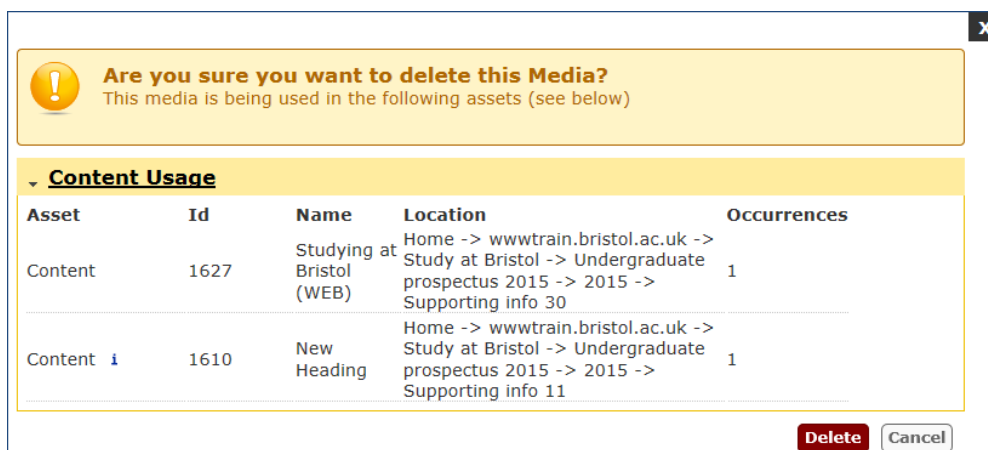 X
Are you sure you want to delete this Media?
This media is being used in the following assets (see below)
Content Usage
Asset Id Name Location Occurrences
Content 1627 Studying at Bristol (WEB) Home -> wwwtrain.bristol.ac.uk -> Study at Bristol -> Undergraduate prospectus 2015 -> 2015 -> Supporting info 30 1
Content i 1610 New Heading Home -> wwwtrain.bristol.ac.uk -> Study at Bristol -> Undergraduate prospectus 2015 -> 2015 -> Supporting info 11 1
Delete Cancel